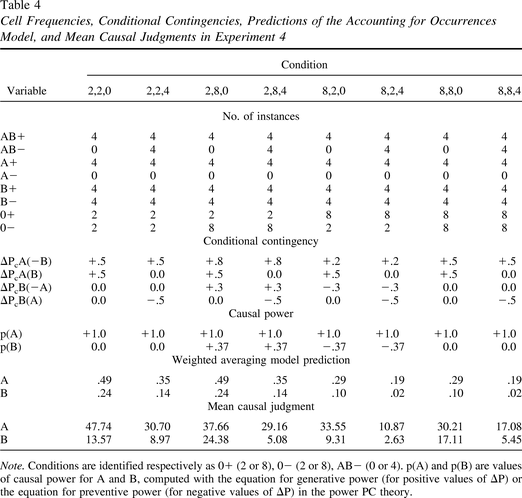 Table 4
Cell Frequencies, Conditional Contingencies, Predictions of the Accounting for Occurrences
Model, and Mean Causal Judgments in Experiment 4
Condition
Variable 2,2,0 2,2,4 2,8,0 2,8,4 8,2,0 8,2,4 8,8,0 8,8,4
No. of instances
AB+ 4 4 4 4 4 4 4 4
AB− 0 4 0 4 0 4 0 4
A+ 4 4 4 4 4 4 4 4
A− 0 0 0 0 0 0 0 0
B+ 4 4 4 4 4 4 4 4
B− 4 4 4 4 4 4 4 4
0+ 2 2 2 2 8 8 8 8
0− 2 2 8 8 2 2 8 8
Conditional contingency
ΔPcA(−B) +.5 +.5 +.8 +.8 +.2 +.2 +.5 +.5
ΔPcA(B) +.5 0.0 +.5 0.0 +.5 0.0 +.5 0.0
ΔPcB(−A) 0.0 0.0 +.3 +.3 −.3 −.3 0.0 0.0
ΔPcB(A) 0.0 −.5 0.0 −.5 0.0 −.5 0.0 −.5
Causal power
p(A) +1.0 +1.0 +1.0 +1.0 +1.0 +1.0 +1.0 +1.0
p(B) 0.0 0.0 +.37 +.37 −.37 −.37 0.0 0.0
Weighted averaging model prediction
A .49 .35 .49 .35 .29 .19 .29 .19
B .24 .14 .24 .14 .10 .02 .10 .02
Mean causal judgment
A 47.74 30.70 37.66 29.16 33.55 10.87 30.21 17.08
B 13.57 8.97 24.38 5.08 9.31 2.63 17.11 5.45
Note. Conditions are identified respectively as 0+ (2 or 8), 0− (2 or 8), AB− (0 or 4). p(A) and p(B) are values
of causal power for A and B, computed with the equation for generative power (for positive values of ΔP) or
the equation for preventive power (for negative values of ΔP) in the power PC theory.